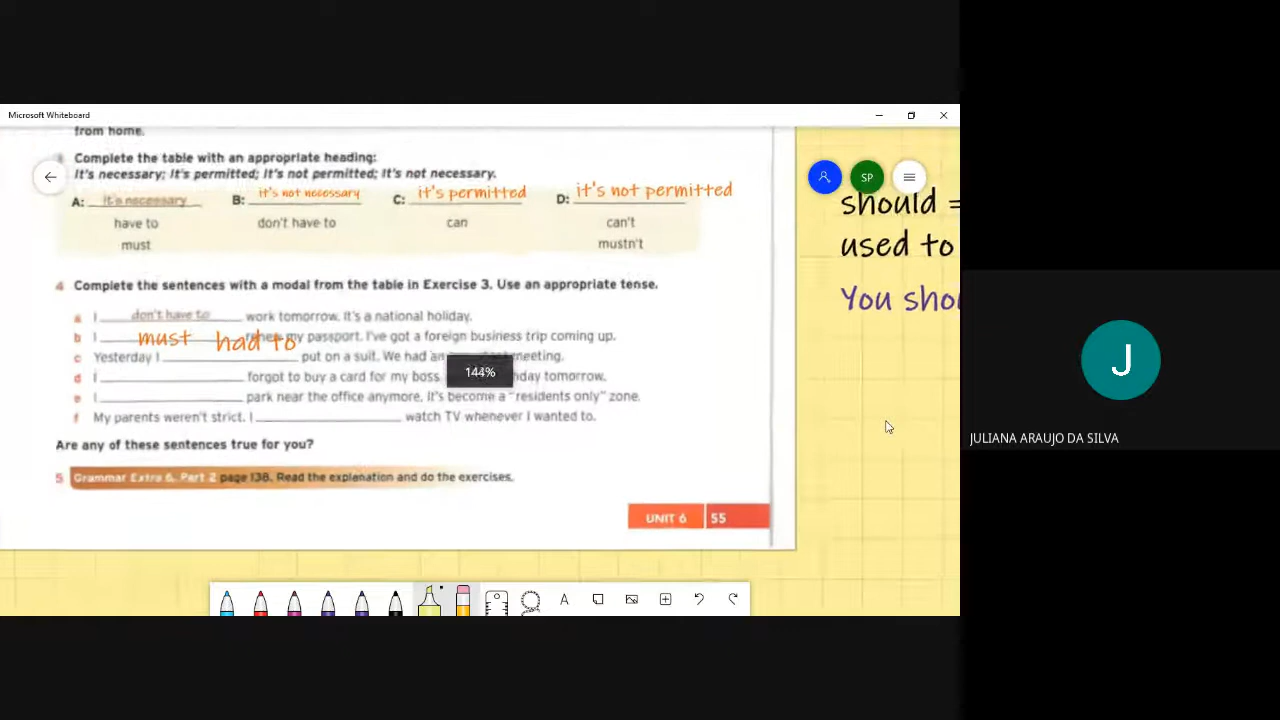 Microsoft Whiteboard
from home.
3 Complete the table with an appropriate heading:
It's necessary; It's permitted; It's not permitted; It's not necessary.
A: It's necessary B: it's not necessary C: it's permitted D: it's not permitted
have to don't have to can can't
must mustn't
4 Complete the sentences with a modal from the table in Exercise 3. Use an appropriate tense.
a I don't have to work tomorrow. It's a national holiday.
b I must my passport. I've got a foreign business trip coming up.
had to
c Yesterday I put on a suit. We had an meeting.
d I forgot to buy a card for my boss tomorrow.
e I park near the office anymore. It's become a "residents only" zone.
f My parents weren't strict. I watch TV whenever I wanted to.
Are any of these sentences true for you?
5 Grammar Extra 6, Part 2 page 138. Read the explanation and do the exercises.
UNIT 6 55
144%
SP
should =
used to
You sho
A
J
JULIANA ARAUJO DA SILVA